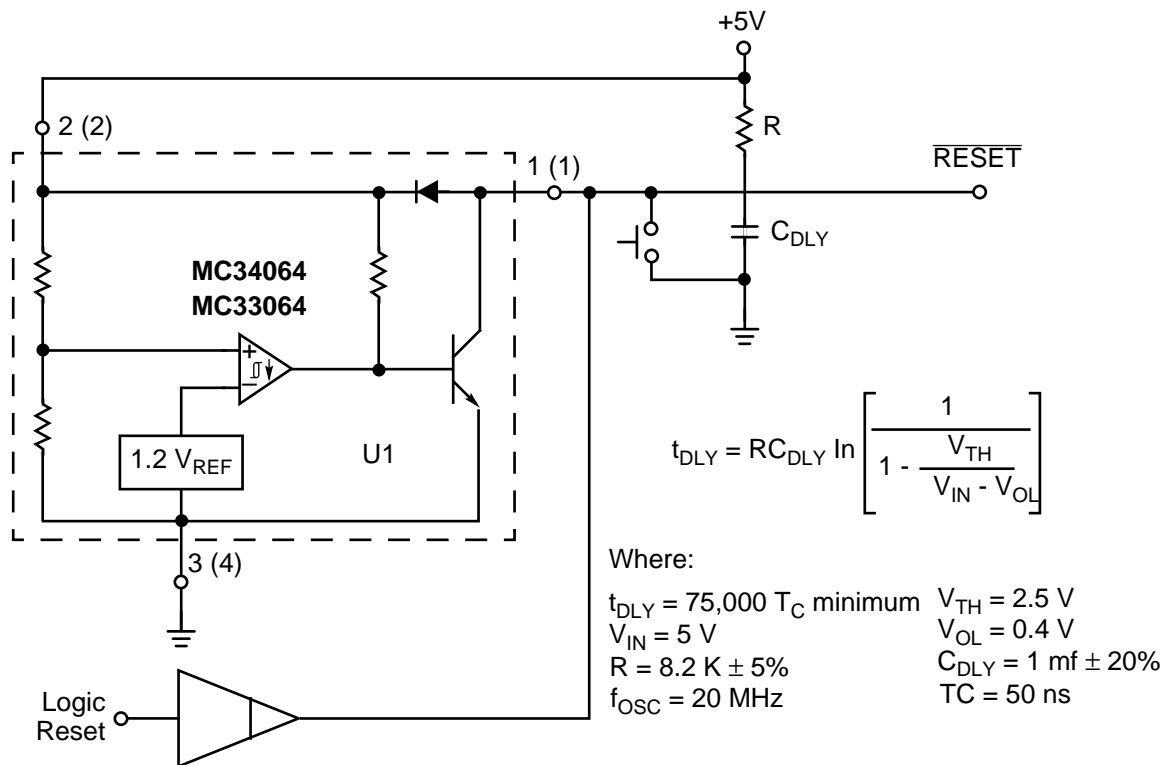 +5V
2 (2)
R
1 (1)
RESET
C_DLY
MC34064
MC33064
+
−
1.2 V_REF
U1
t_DLY = RC_DLY ln [ 1 / ( 1 - V_TH / ( V_IN - V_OL ) ) ]
3 (4)
Where:
t_DLY = 75,000 T_C minimum
V_TH = 2.5 V
V_IN = 5 V
V_OL = 0.4 V
R = 8.2 K ± 5%
C_DLY = 1 mf ± 20%
f_OSC = 20 MHz
TC = 50 ns
Logic
Reset